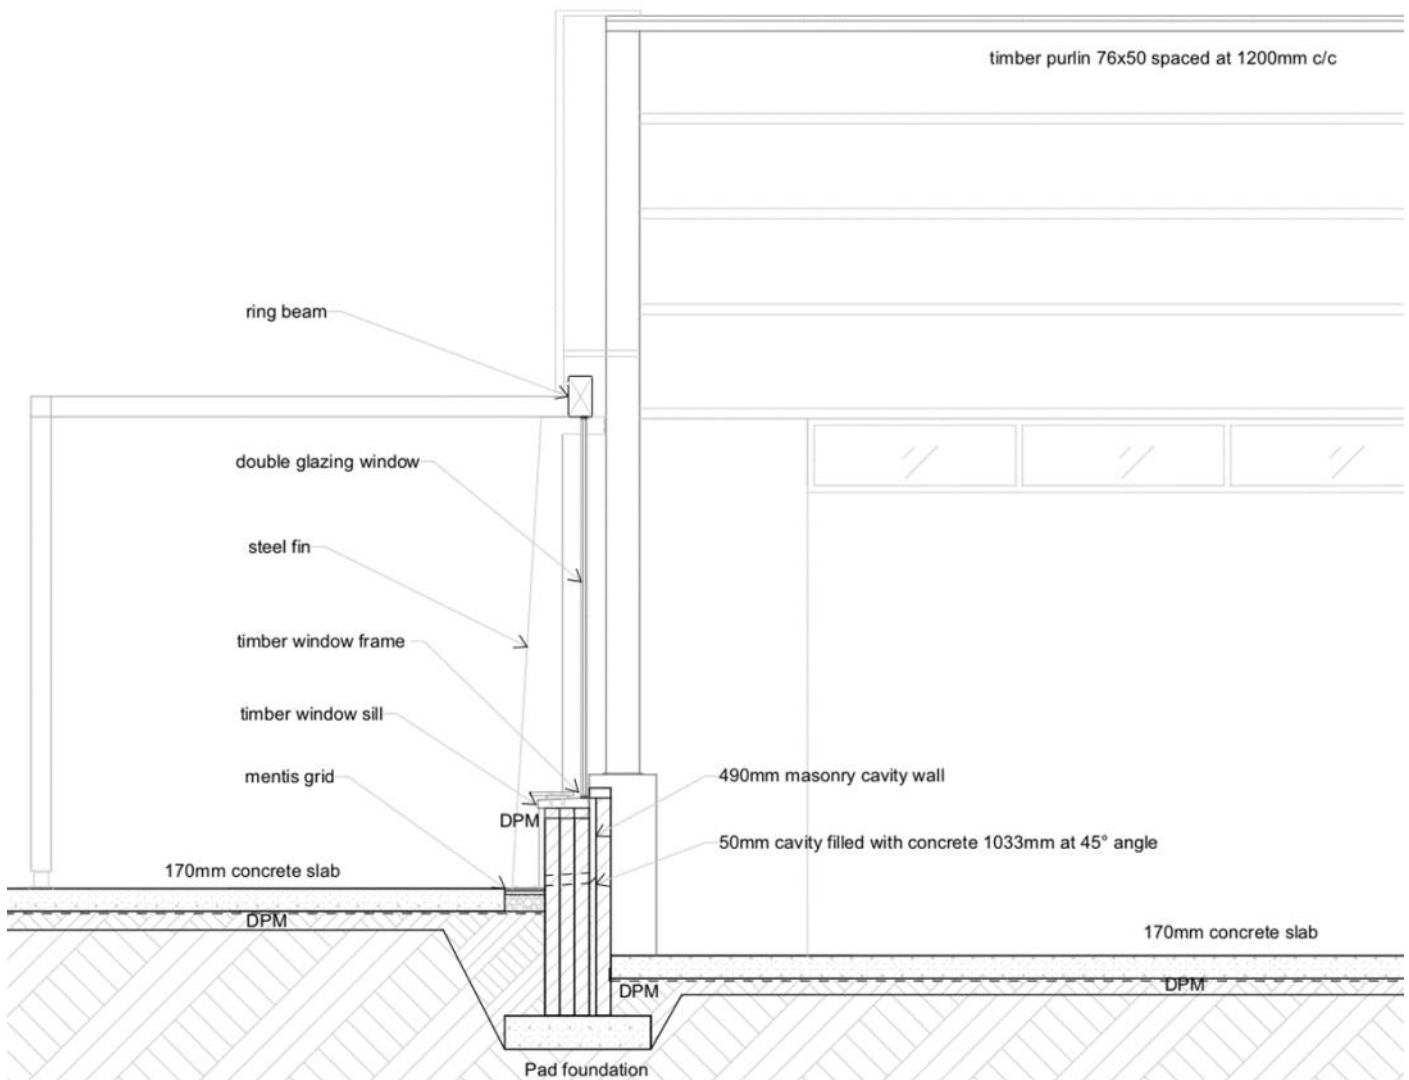 timber purlin 76x50 spaced at 1200mm c/c
ring beam
double glazing window
steel fin
timber window frame
timber window sill
mentis grid
490mm masonry cavity wall
DPM
50mm cavity filled with concrete 1033mm at 45° angle
170mm concrete slab
DPM
170mm concrete slab
DPM
DPM
Pad foundation